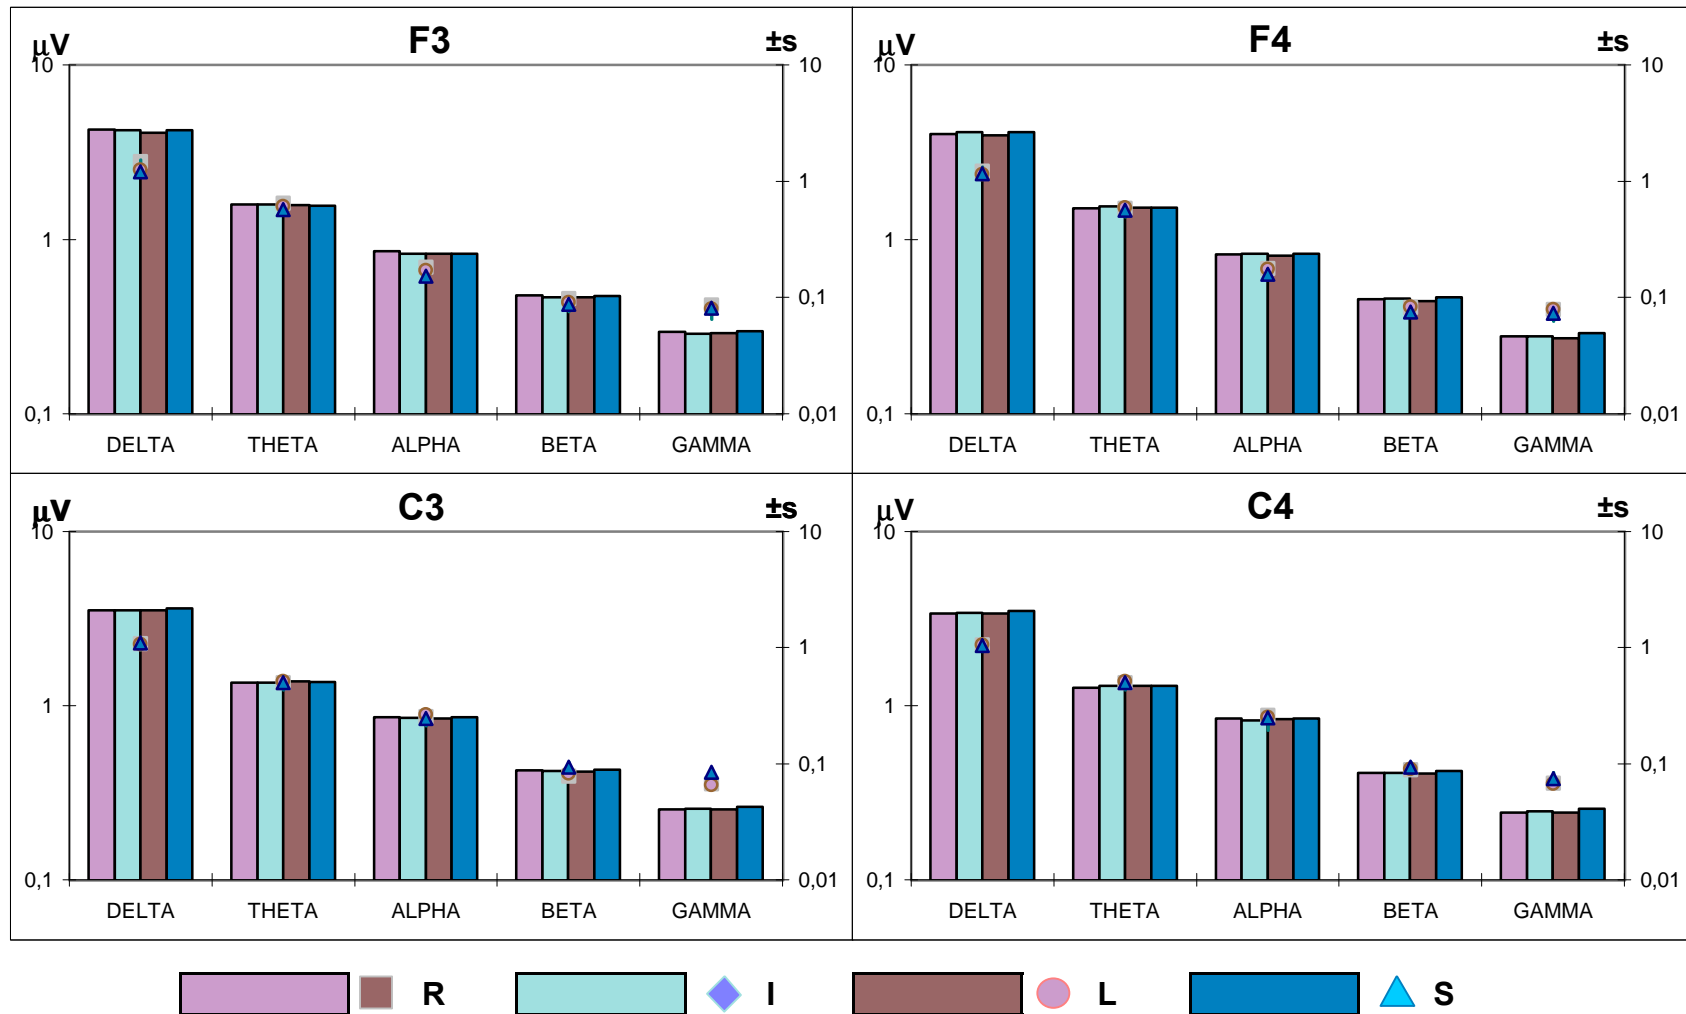 μV F3 ±s
10 10
1
1
0,1
0,1 0,01
DELTA THETA ALPHA BETA GAMMA
μV F4 ±s
10 10
1
1
0,1
0,1 0,01
DELTA THETA ALPHA BETA GAMMA
μV C3 ±s
10 10
1
1
0,1
0,1 0,01
DELTA THETA ALPHA BETA GAMMA
μV C4 ±s
10 10
1
1
0,1
0,1 0,01
DELTA THETA ALPHA BETA GAMMA
R I L S